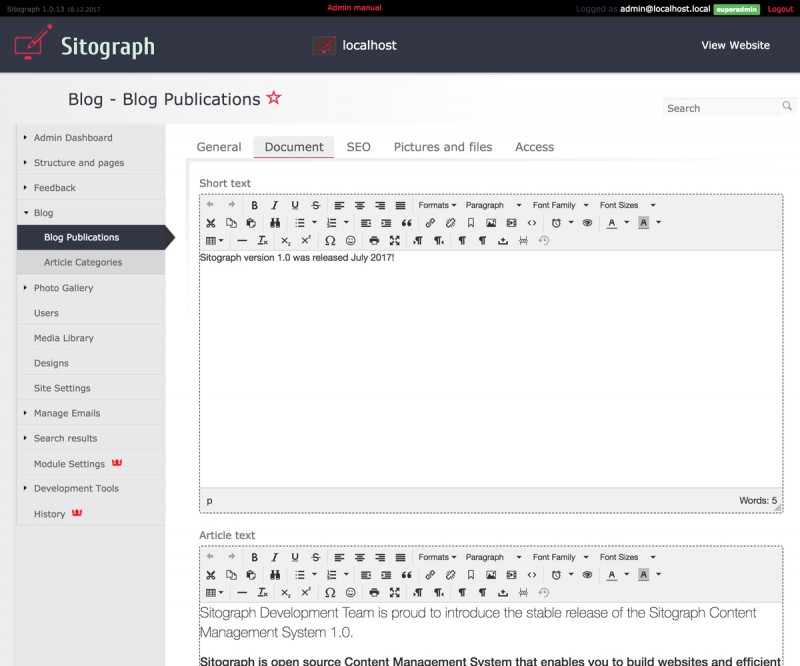 Sitograph 1.0.13 18.12.2017
Admin manual
Logged as admin@localhost.local superadmin Logout
Sitograph
localhost
View Website
Blog - Blog Publications
Search
Admin Dashboard
Structure and pages
Feedback
Blog
Blog Publications
Article Categories
Photo Gallery
Users
Media Library
Designs
Site Settings
Manage Emails
Search results
Module Settings
Development Tools
History
General Document SEO Pictures and files Access
Short text
B I U S Formats Paragraph Font Family Font Sizes
Sitograph version 1.0 was released July 2017!
p Words: 5
Article text
B I U S Formats Paragraph Font Family Font Sizes
Sitograph Development Team is proud to introduce the stable release of the Sitograph Content
Management System 1.0.
Sitograph is open source Content Management System that enables you to build websites and efficient